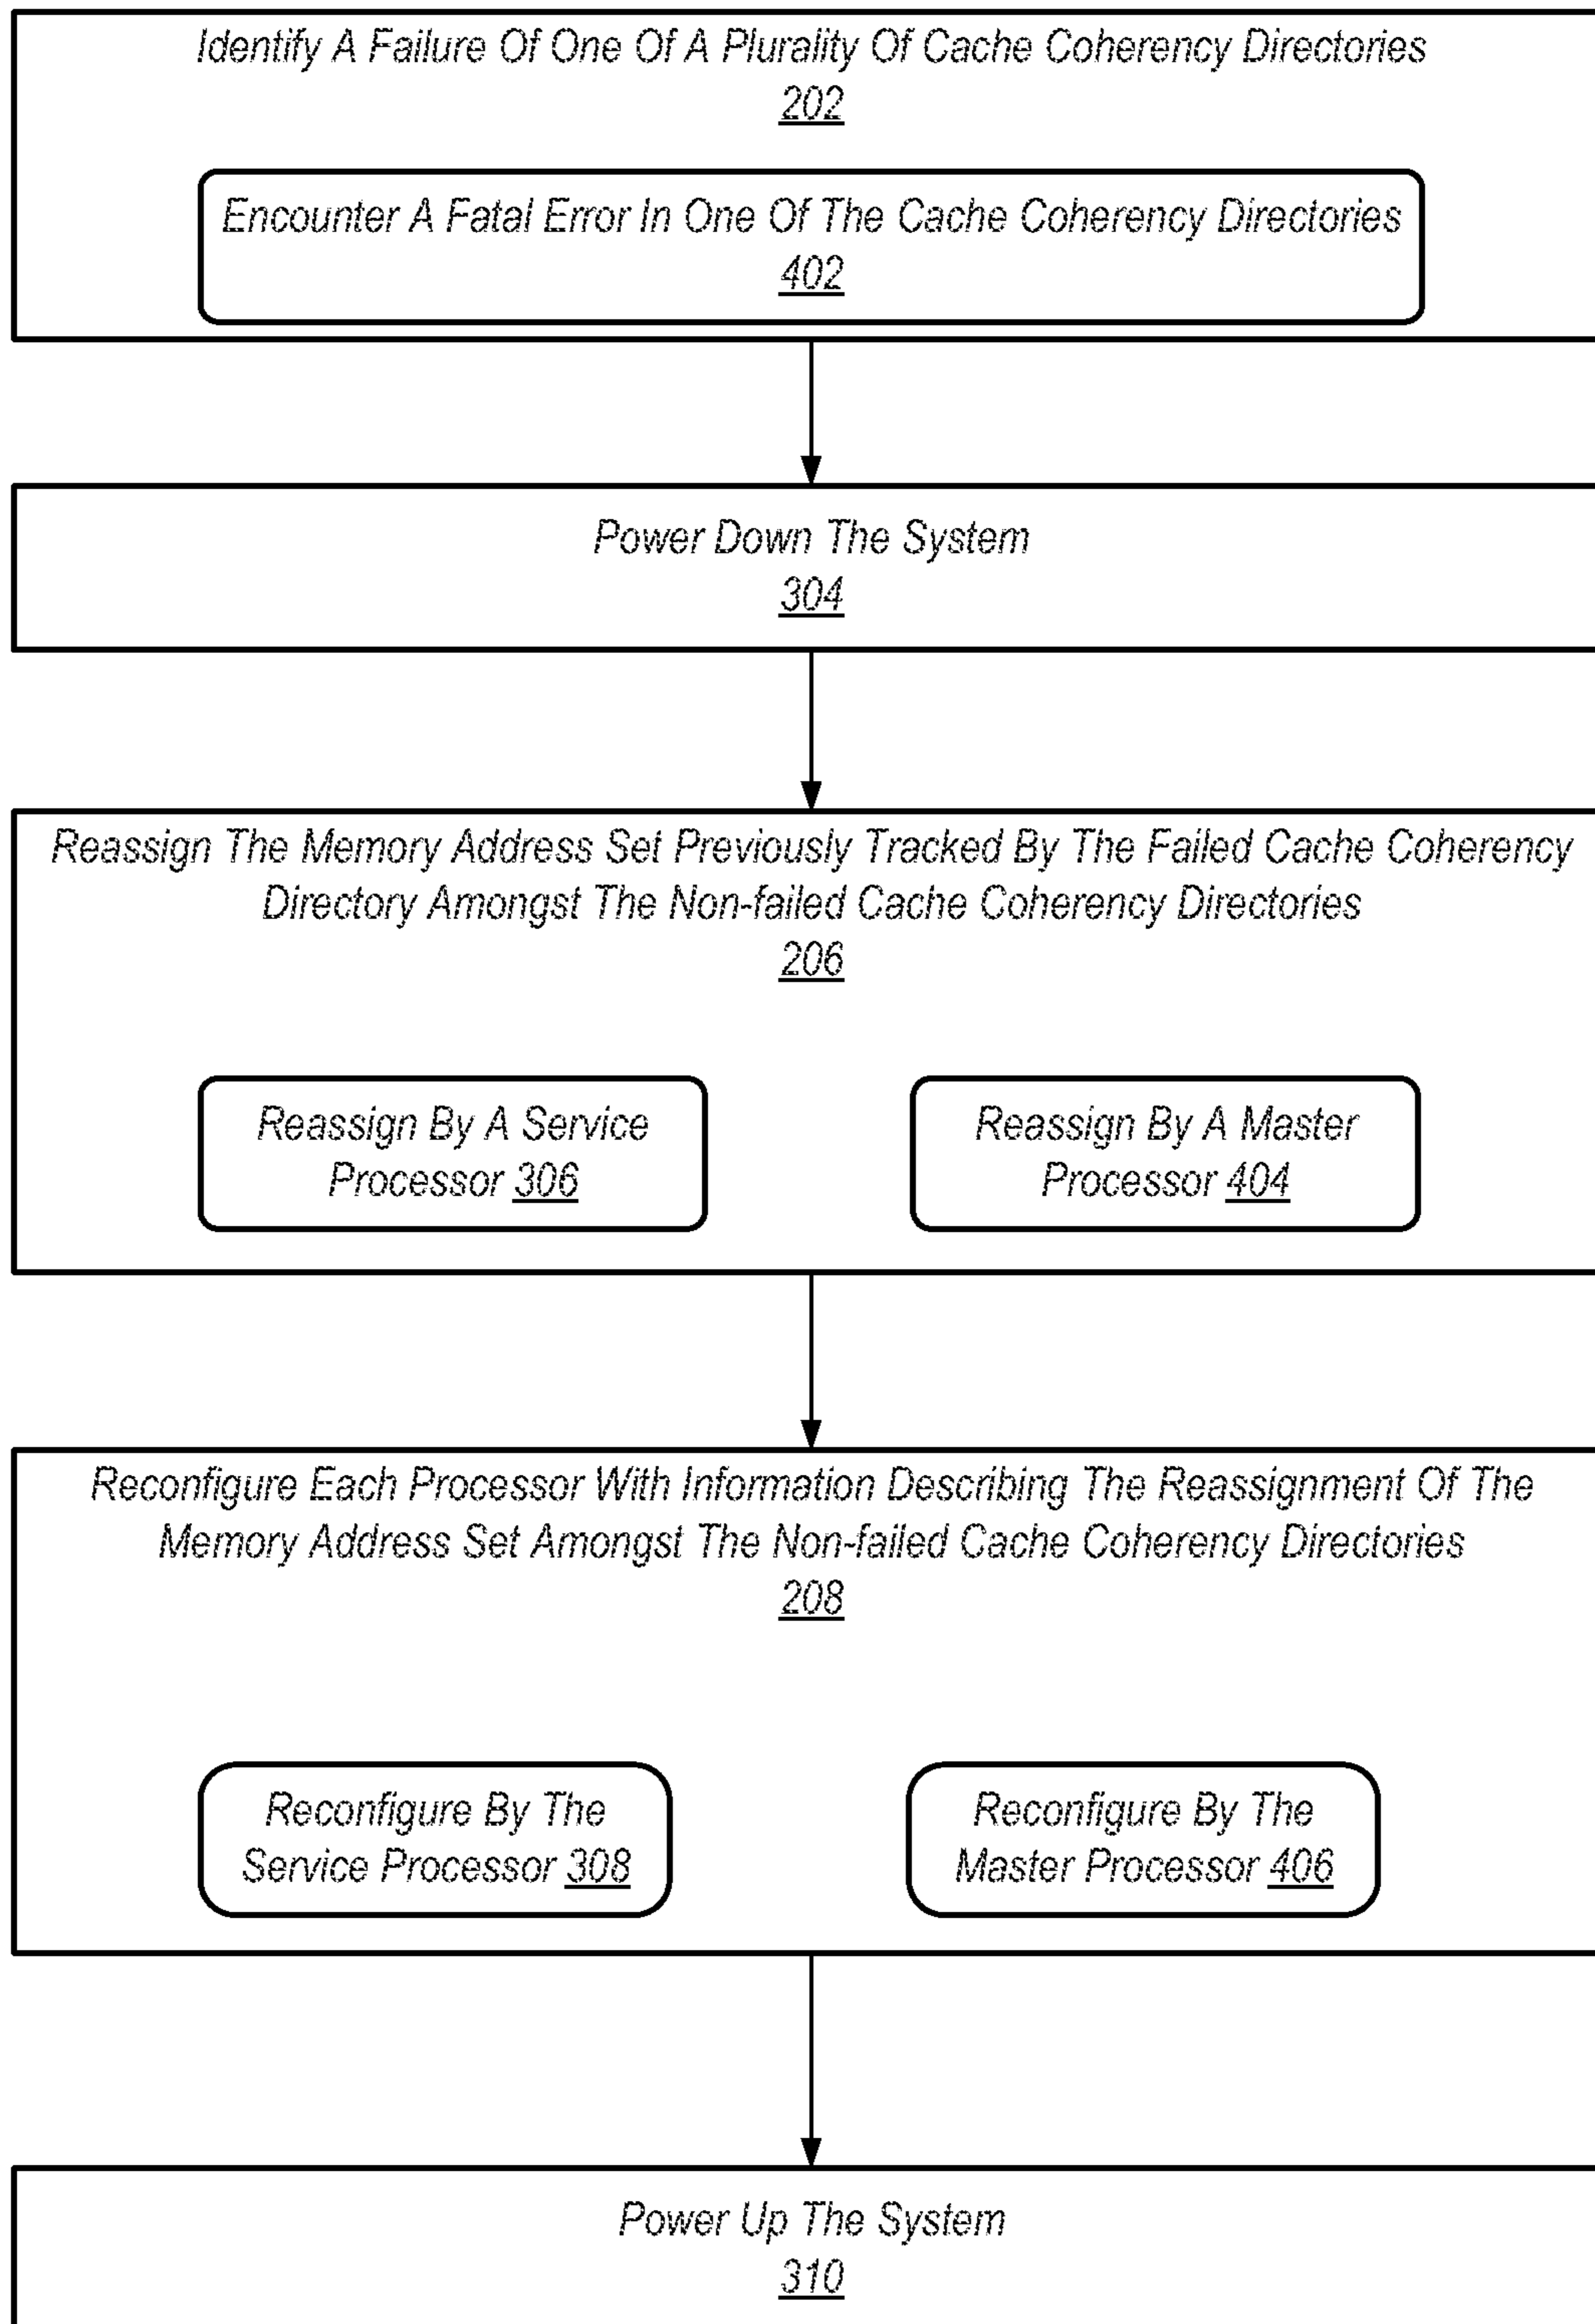 Identify A Failure Of One Of A Plurality Of Cache Coherency Directories
202
Encounter A Fatal Error In One Of The Cache Coherency Directories
402
Power Down The System
304
Reassign The Memory Address Set Previously Tracked By The Failed Cache Coherency
Directory Amongst The Non-failed Cache Coherency Directories
206
Reassign By A Service
Processor 306
Reassign By A Master
Processor 404
Reconfigure Each Processor With Information Describing The Reassignment Of The
Memory Address Set Amongst The Non-failed Cache Coherency Directories
208
Reconfigure By The
Service Processor 308
Reconfigure By The
Master Processor 406
Power Up The System
310